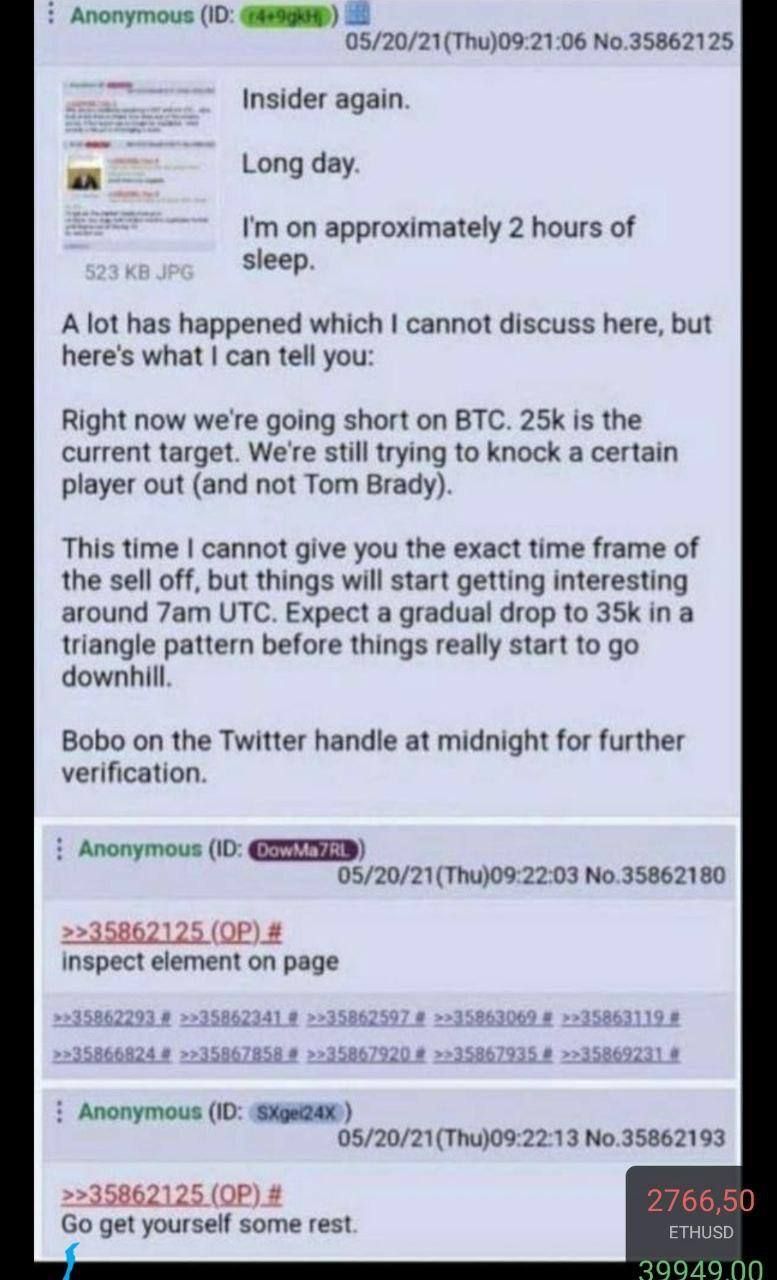 Anonymous (ID: r4+9gkHj)
05/20/21(Thu)09:21:06 No.35862125
Insider again.
Long day.
I'm on approximately 2 hours of
sleep.
523 KB JPG
A lot has happened which I cannot discuss here, but
here's what I can tell you:
Right now we're going short on BTC. 25k is the
current target. We're still trying to knock a certain
player out (and not Tom Brady).
This time I cannot give you the exact time frame of
the sell off, but things will start getting interesting
around 7am UTC. Expect a gradual drop to 35k in a
triangle pattern before things really start to go
downhill.
Bobo on the Twitter handle at midnight for further
verification.
Anonymous (ID: DowMa7RL)
05/20/21(Thu)09:22:03 No.35862180
>>35862125 (OP) #
inspect element on page
>>35862293 # >>35862341 # >>35862597 # >>35863069 # >>35863119 #
>>35866824 # >>35867858 # >>35867920 # >>35867935 # >>35869231 #
Anonymous (ID: SXgei24X)
05/20/21(Thu)09:22:13 No.35862193
>>35862125 (OP) #
Go get yourself some rest.
2766,50
ETHUSD
39949,00